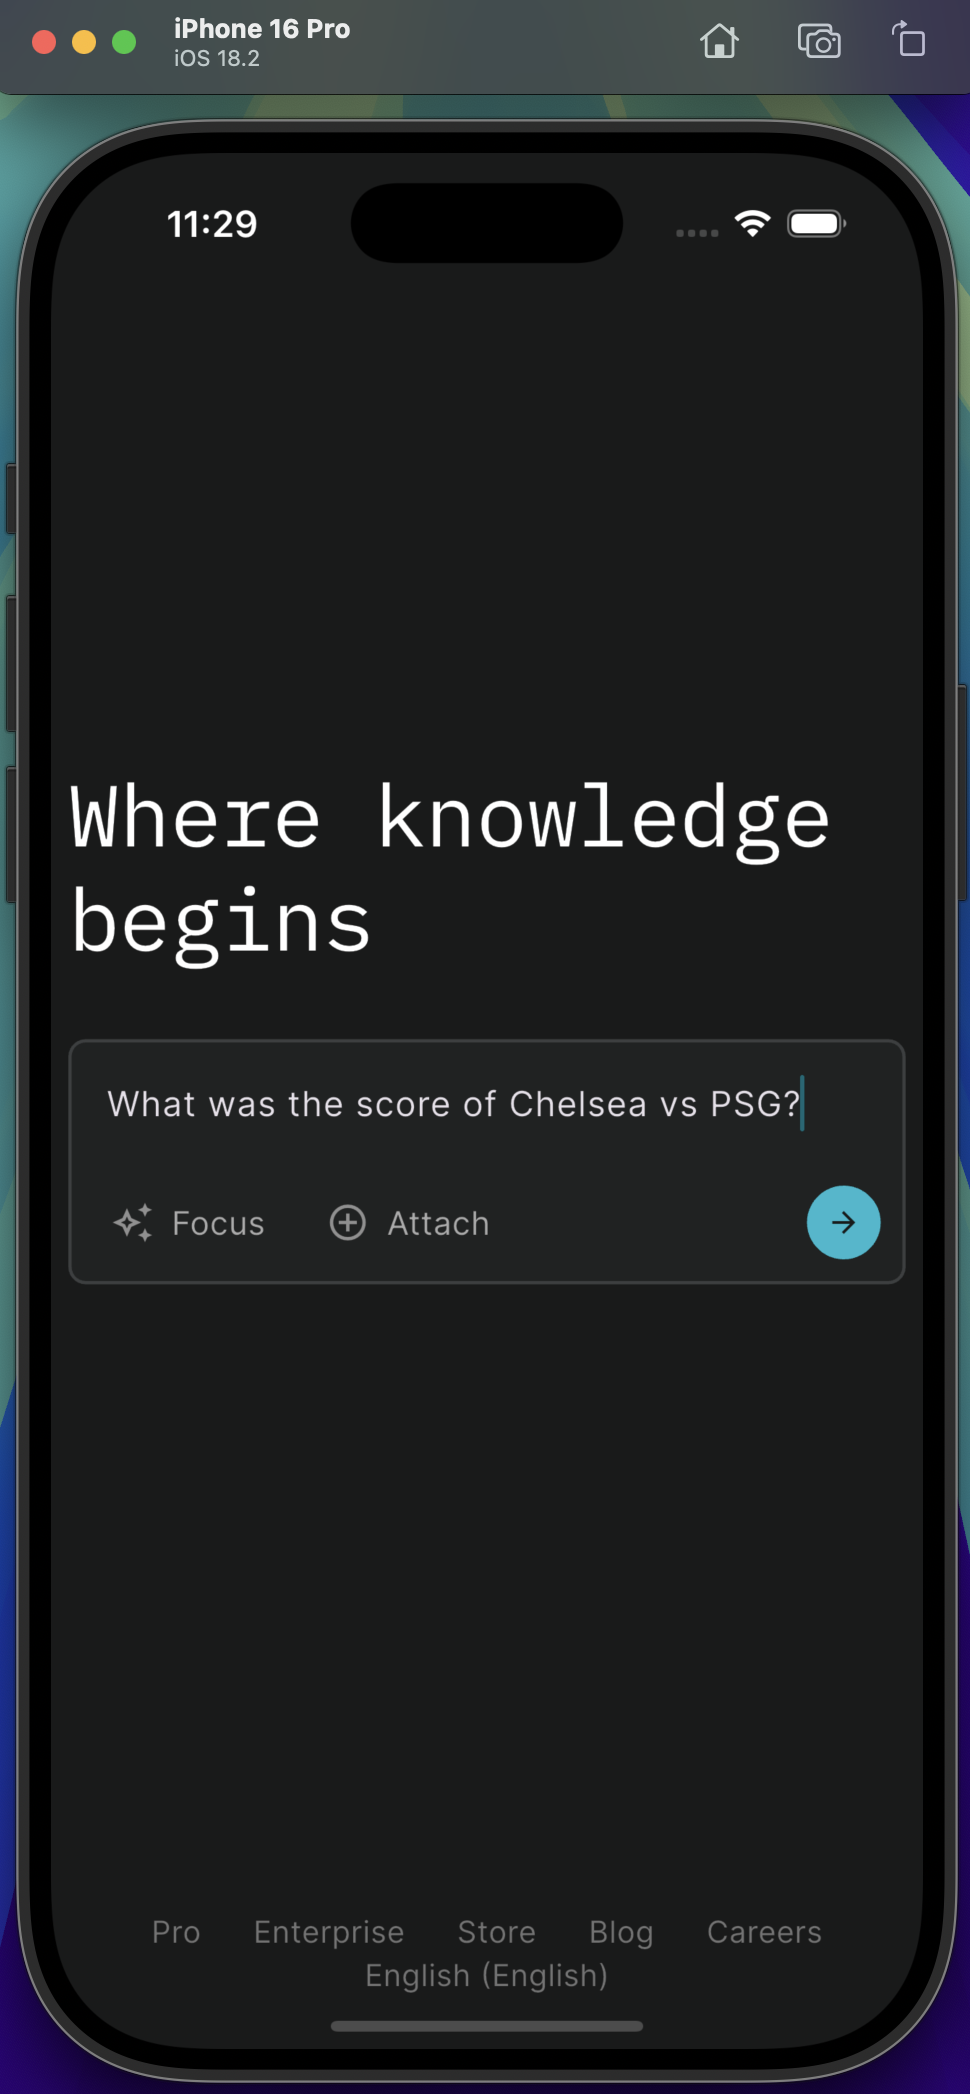 iPhone 16 Pro
iOS 18.2
11:29
Where knowledge
begins
What was the score of Chelsea vs PSG?
Focus Attach
Pro Enterprise Store Blog Careers
English (English)